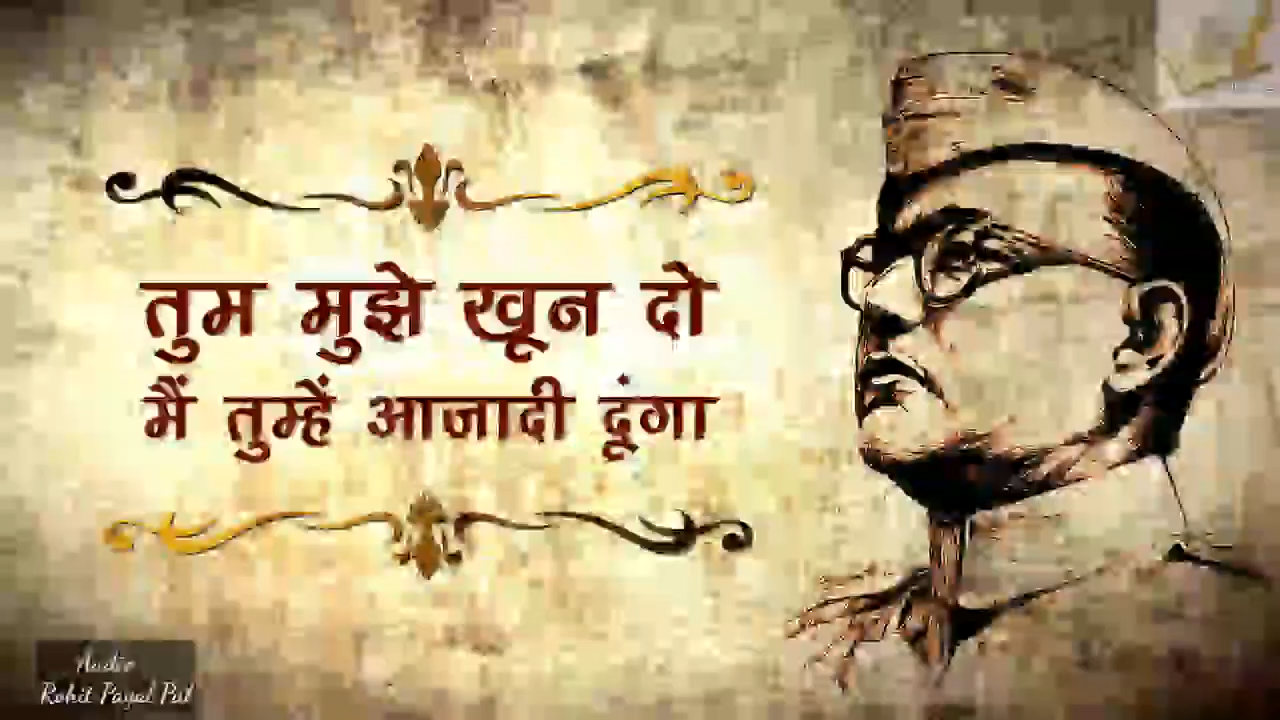 तुम मुझे खून दो
मैं तुम्हें आजादी दूंगा
Audio
Rohit Payal Pal